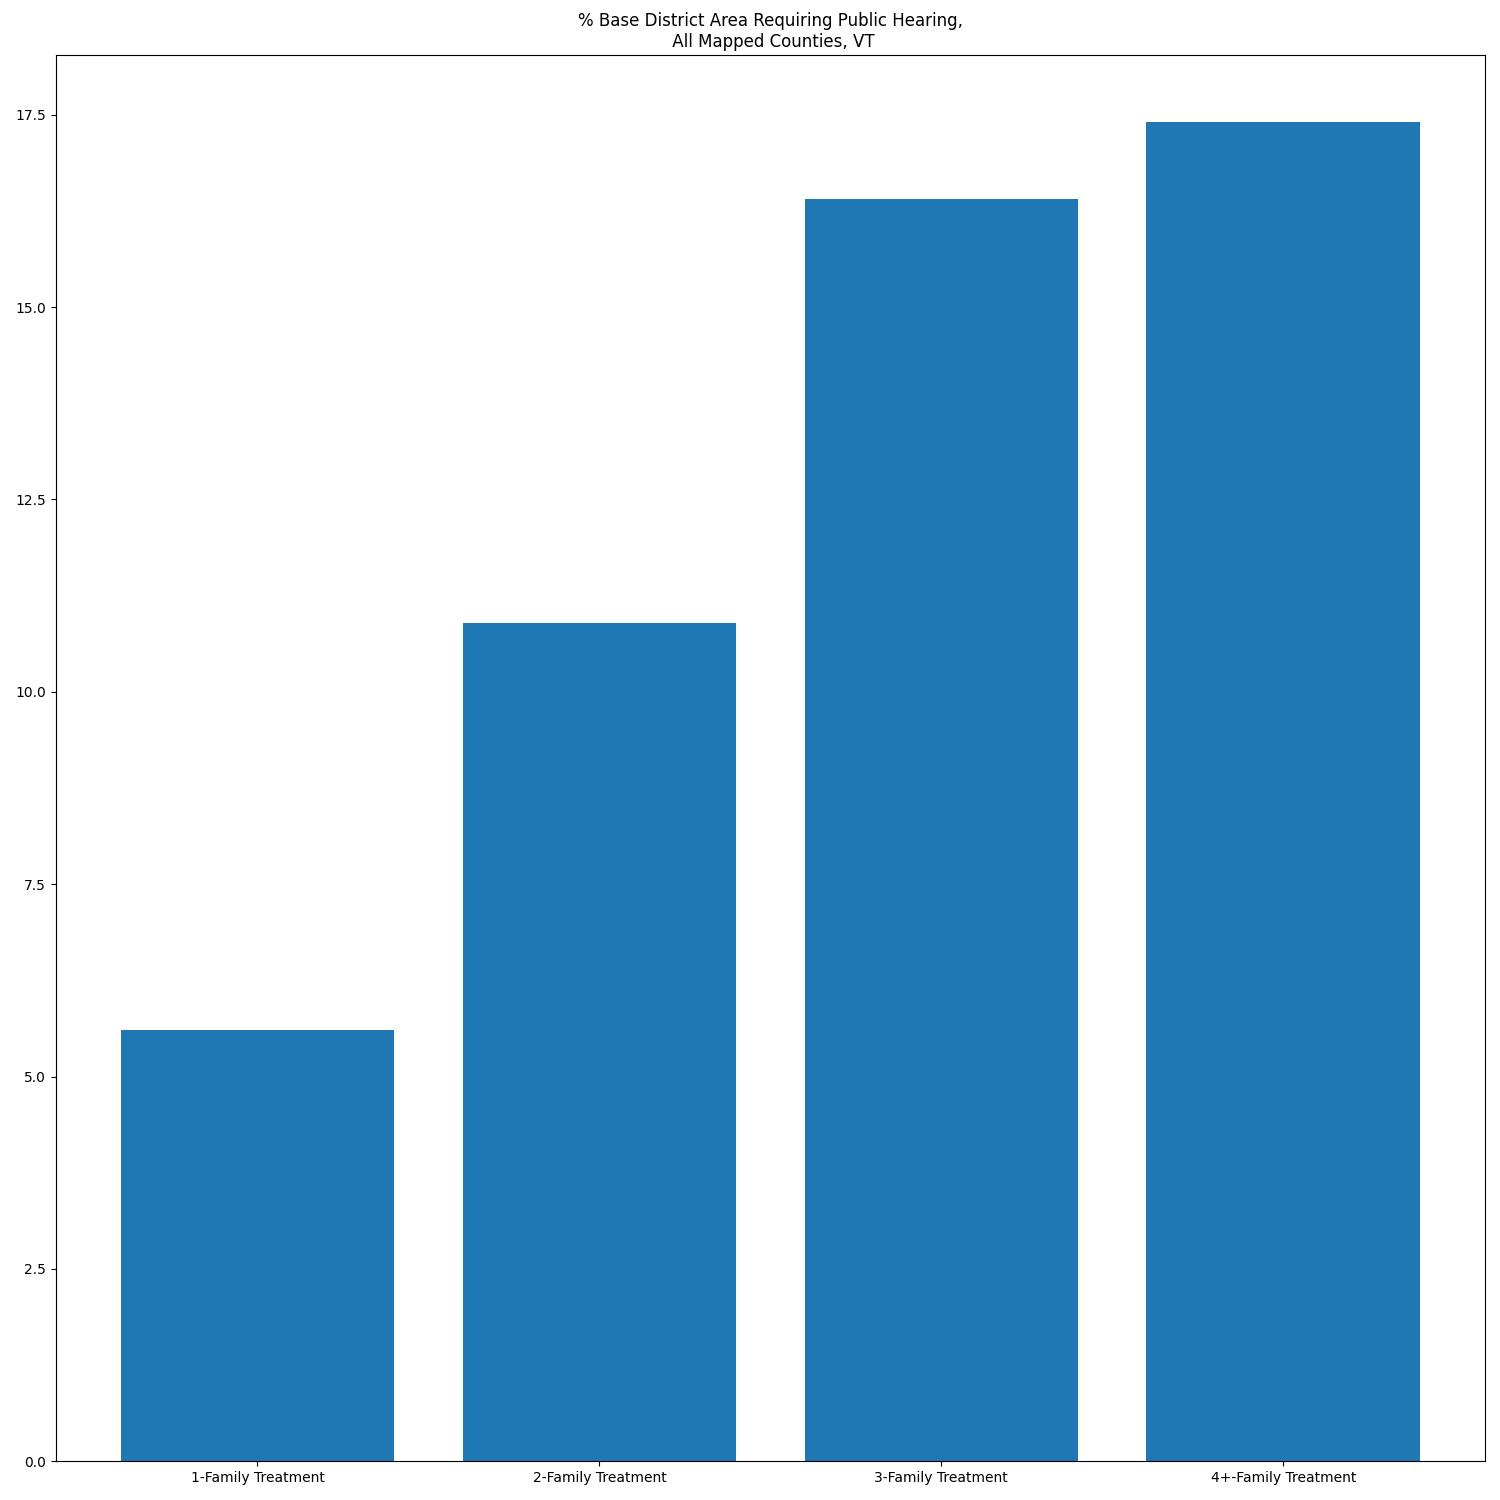 % Base District Area Requiring Public Hearing,
All Mapped Counties, VT
17.5
15.0
12.5
10.0
7.5
5.0
2.5
0.0
1-Family Treatment
2-Family Treatment
3-Family Treatment
4+-Family Treatment